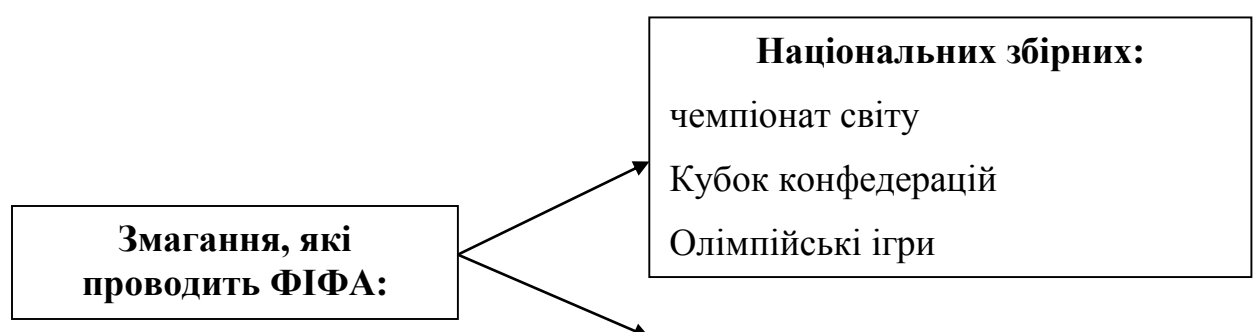 Національних збірних:
чемпіонат світу
Кубок конфедерацій
Олімпійські ігри
Змагання, які
проводить ФІФА: